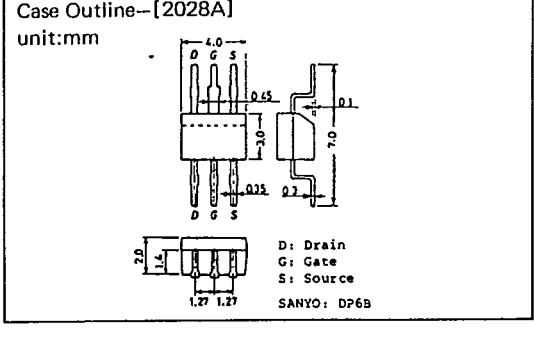 Case Outline—[2028A]
unit:mm
4.0
D G S
0.45
0.1
3.0
7.0
0.35
0.3
D G S
2.0
1.4
1.27 1.27
D: Drain
G: Gate
S: Source
SANYO: DP6B